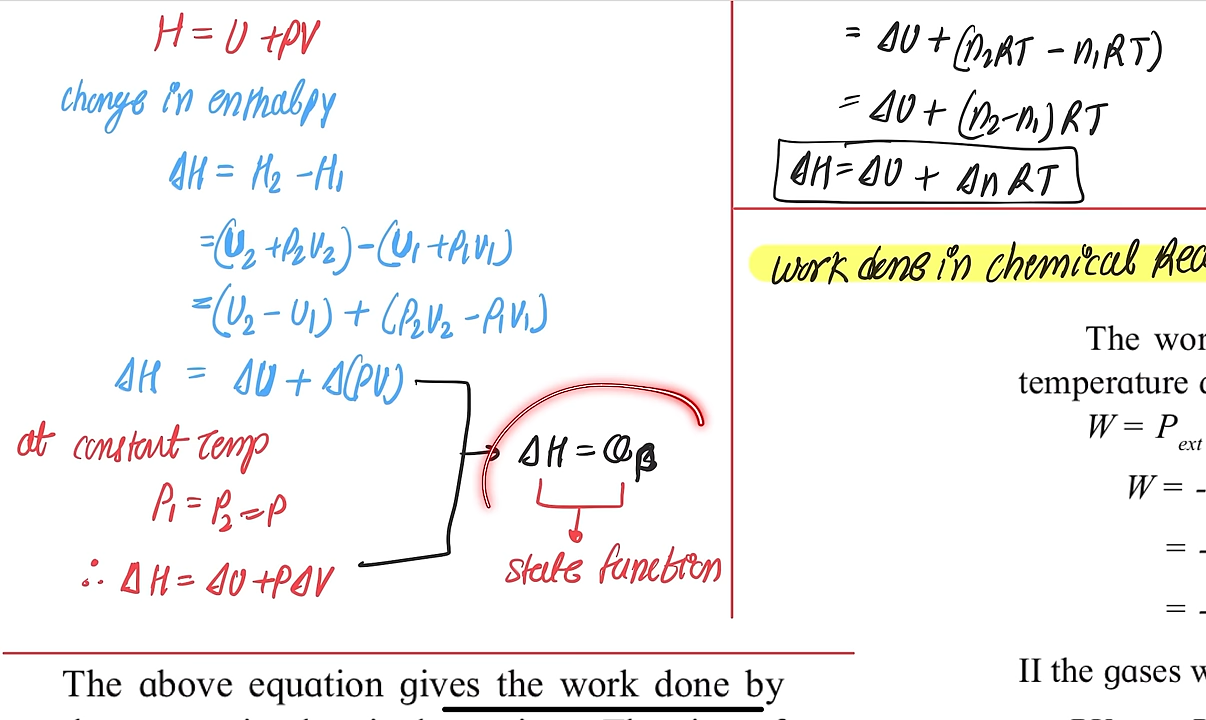 H = U + PV
change in enthalpy
ΔH = H₂ - H₁
=(U₂ + P₂V₂) - (U₁ + P₁V₁)
=(U₂ - U₁) + (P₂V₂ - P₁V₁)
ΔH = ΔU + Δ(PV)
at constant Temp
P₁ = P₂ = P
∴ ΔH = ΔU + PΔV
ΔH = Qₚ
state function
The above equation gives the work done by
= ΔU + (n₂RT - n₁RT)
= ΔU + (n₂-n₁) RT
ΔH = ΔU + Δn RT
work done in chemical Rea
The wor
temperature
W = P ext
W = -
= -
= -
II the gases w